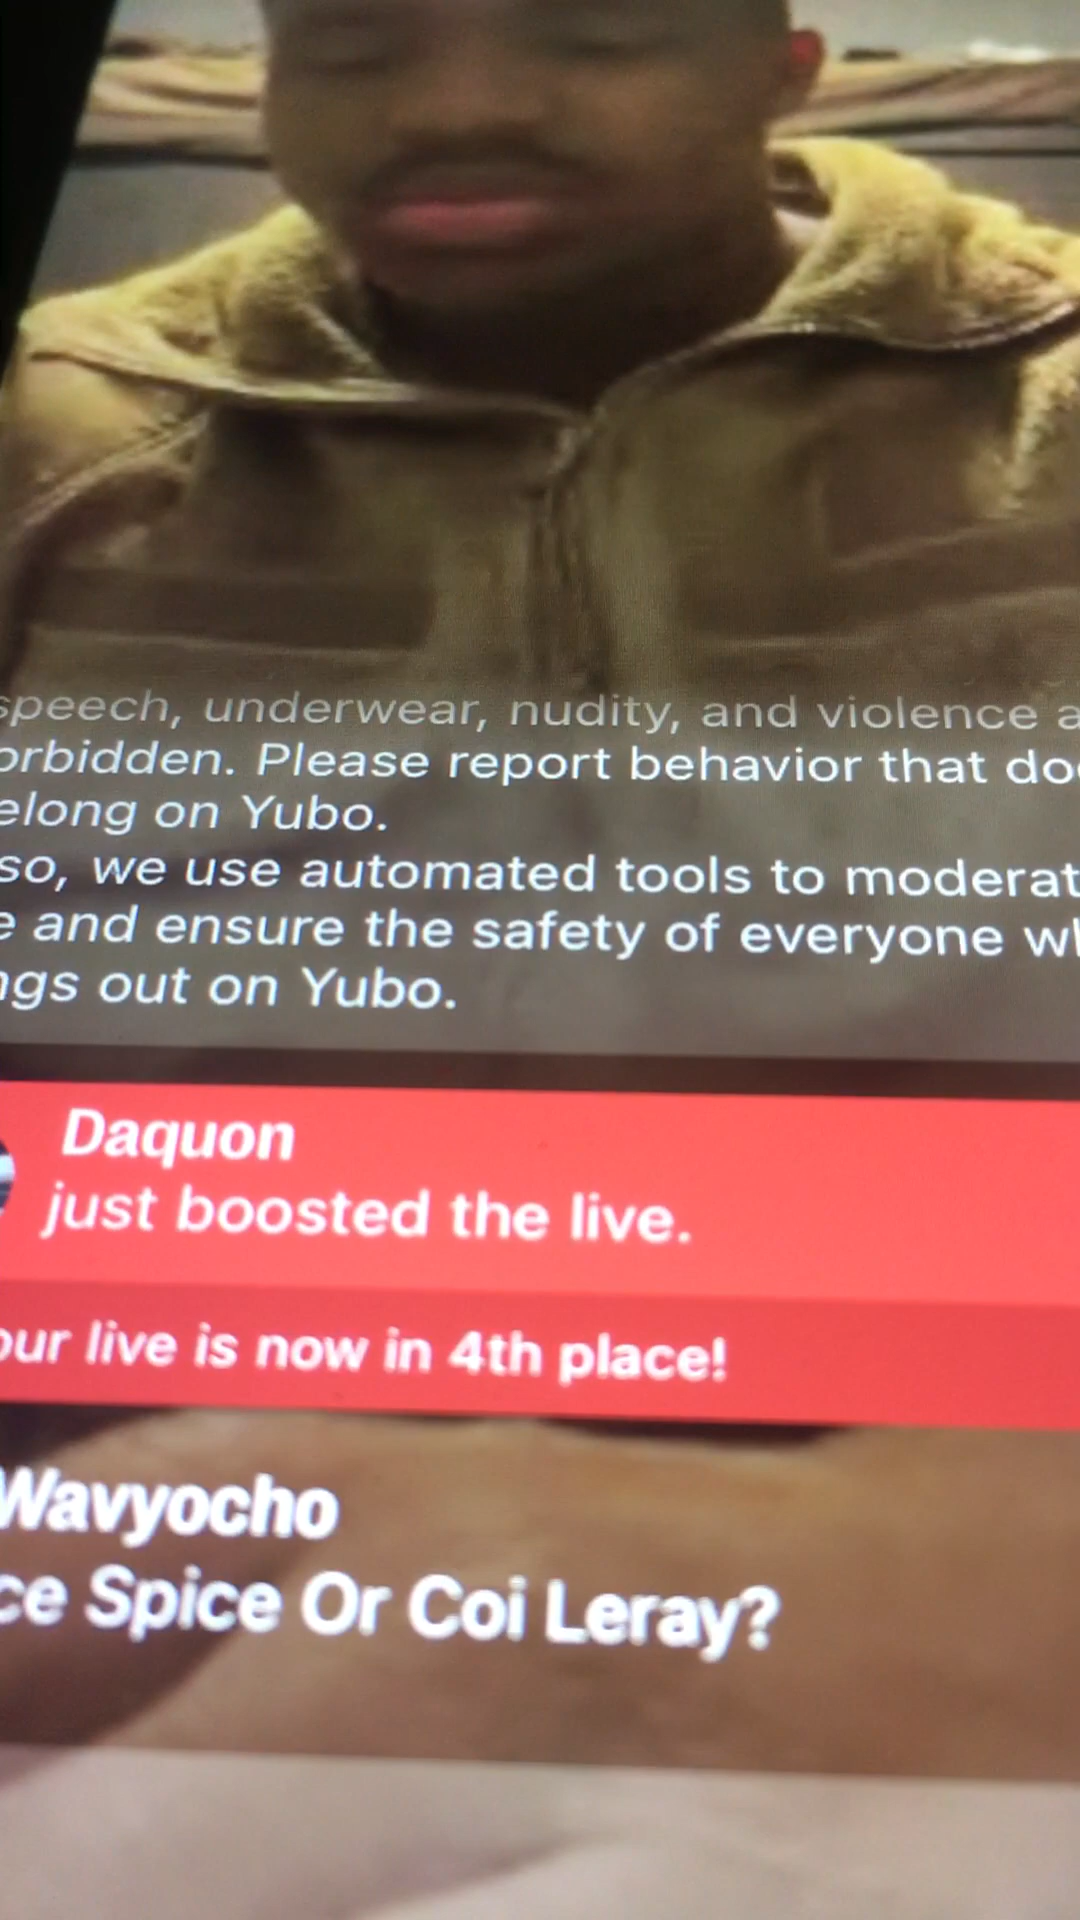 speech, underwear, nudity, and violence a
orbidden. Please report behavior that do
elong on Yubo.
so, we use automated tools to moderat
e and ensure the safety of everyone wh
ngs out on Yubo.
Daquon
just boosted the live.
our live is now in 4th place!
Wavyocho
ce Spice Or Coi Leray?